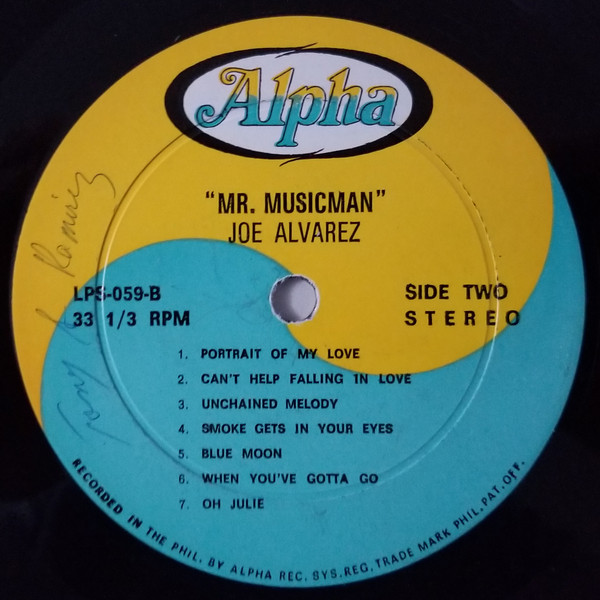 Alpha
"MR. MUSICMAN"
JOE ALVAREZ
LPS-059-B
33 1/3 RPM
SIDE TWO
STEREO
1. PORTRAIT OF MY LOVE
2. CAN'T HELP FALLING IN LOVE
3. UNCHAINED MELODY
4. SMOKE GETS IN YOUR EYES
5. BLUE MOON
6. WHEN YOU'VE GOTTA GO
7. OH JULIE
RECORDED IN THE PHIL. BY ALPHA REC. SYS. REG. TRADE MARK PHIL. PAT. OFF.
Tony R Ramirez